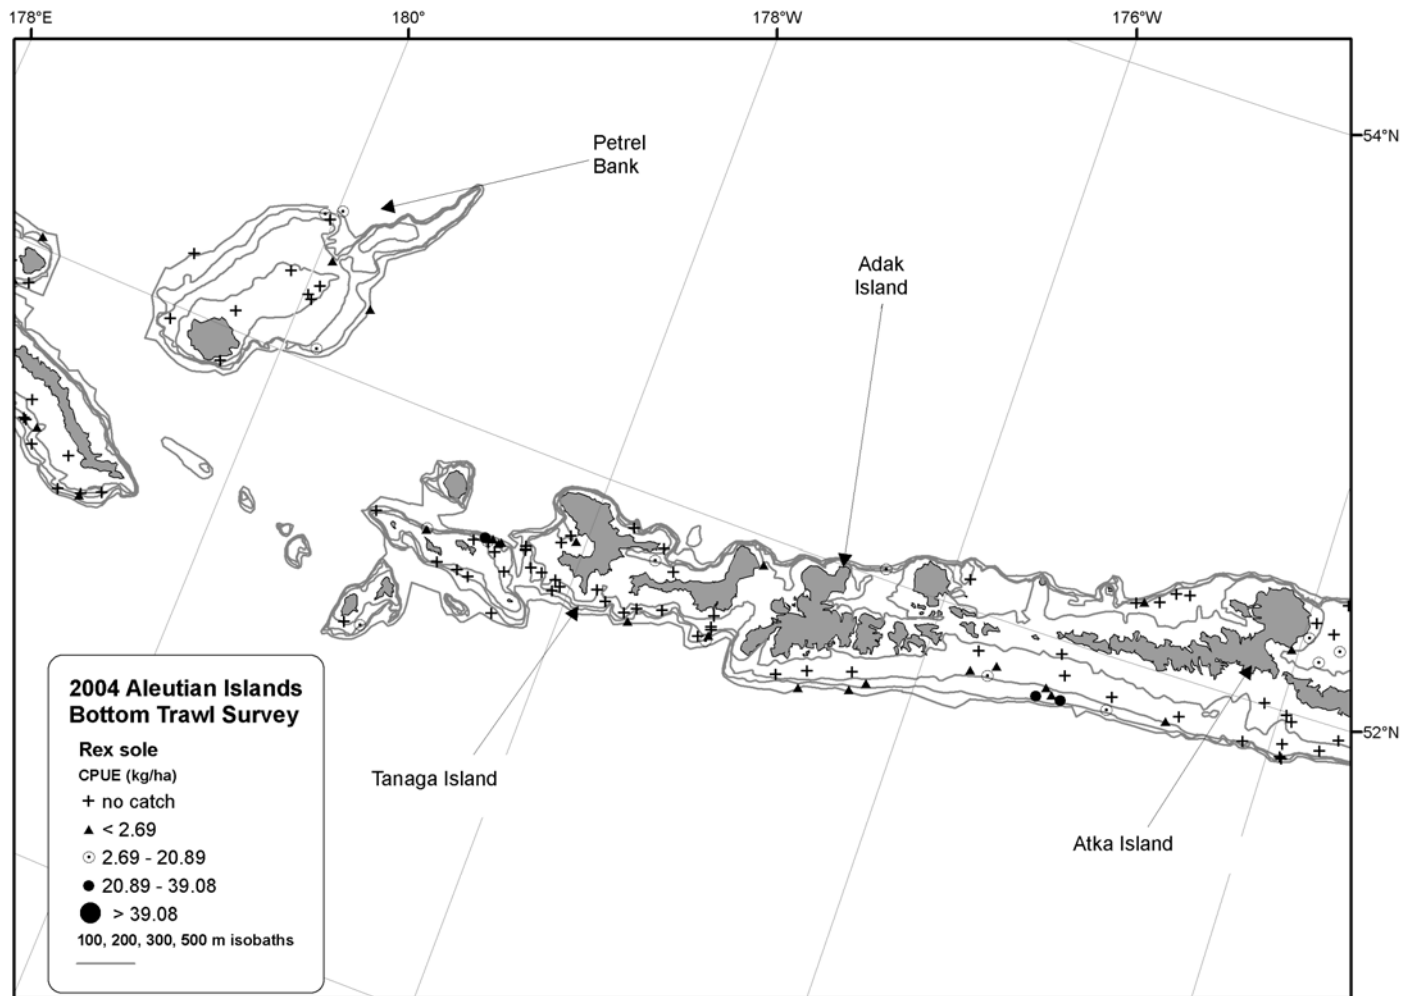 178°E
180°
178°W
176°W
54°N
Petrel
Bank
Adak
Island
52°N
Tanaga Island
Atka Island
2004 Aleutian Islands
Bottom Trawl Survey
Rex sole
CPUE (kg/ha)
no catch
< 2.69
2.69 - 20.89
20.89 - 39.08
> 39.08
100, 200, 300, 500 m isobaths